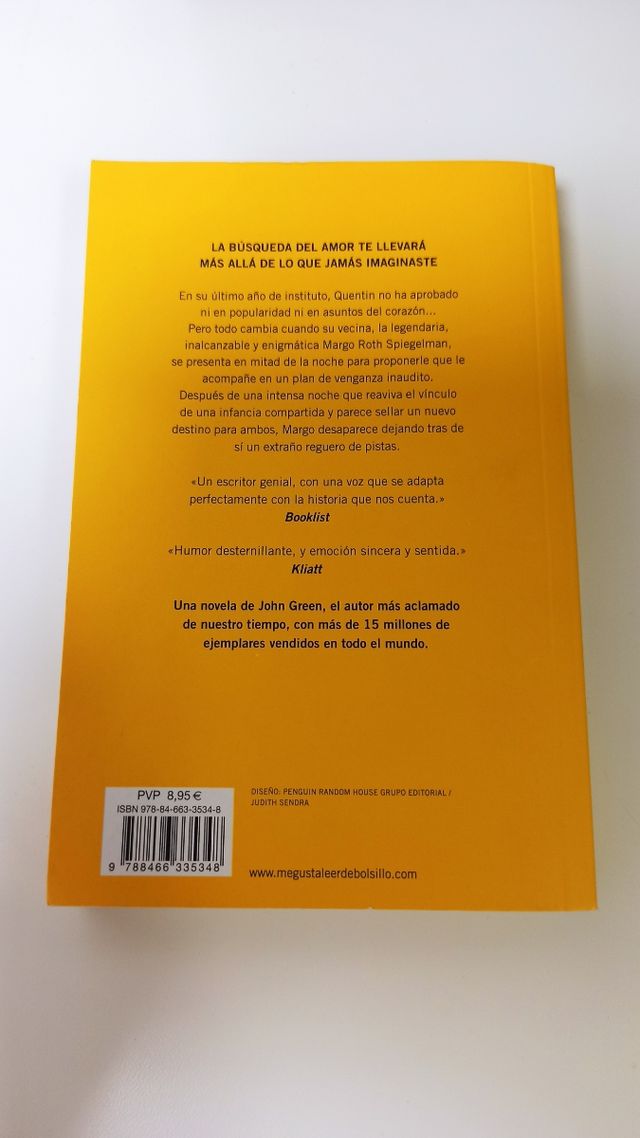 LA BÚSQUEDA DEL AMOR TE LLEVARÁ
MÁS ALLÁ DE LO QUE JAMÁS IMAGINASTE
En su último año de instituto, Quentin no ha aprobado
ni en popularidad ni en asuntos del corazón...
Pero todo cambia cuando su vecina, la legendaria,
inalcanzable y enigmática Margo Roth Spiegelman,
se presenta en mitad de la noche para proponerle que le
acompañe en un plan de venganza inaudito.
Después de una intensa noche que reaviva el vínculo
de una infancia compartida y parece sellar un nuevo
destino para ambos, Margo desaparece dejando tras de
sí un extraño reguero de pistas.
«Un escritor genial, con una voz que se adapta
perfectamente con la historia que nos cuenta.»
Booklist
«Humor desternillante, y emoción sincera y sentida.»
Kliatt
Una novela de John Green, el autor más aclamado
de nuestro tiempo, con más de 15 millones de
ejemplares vendidos en todo el mundo.
PVP 8,95 €
ISBN 978-84-663-3534-8
9 788466 335348
DISEÑO: PENGUIN RANDOM HOUSE GRUPO EDITORIAL /
JUDITH SENDRA
www.megustaleerdebolsillo.com